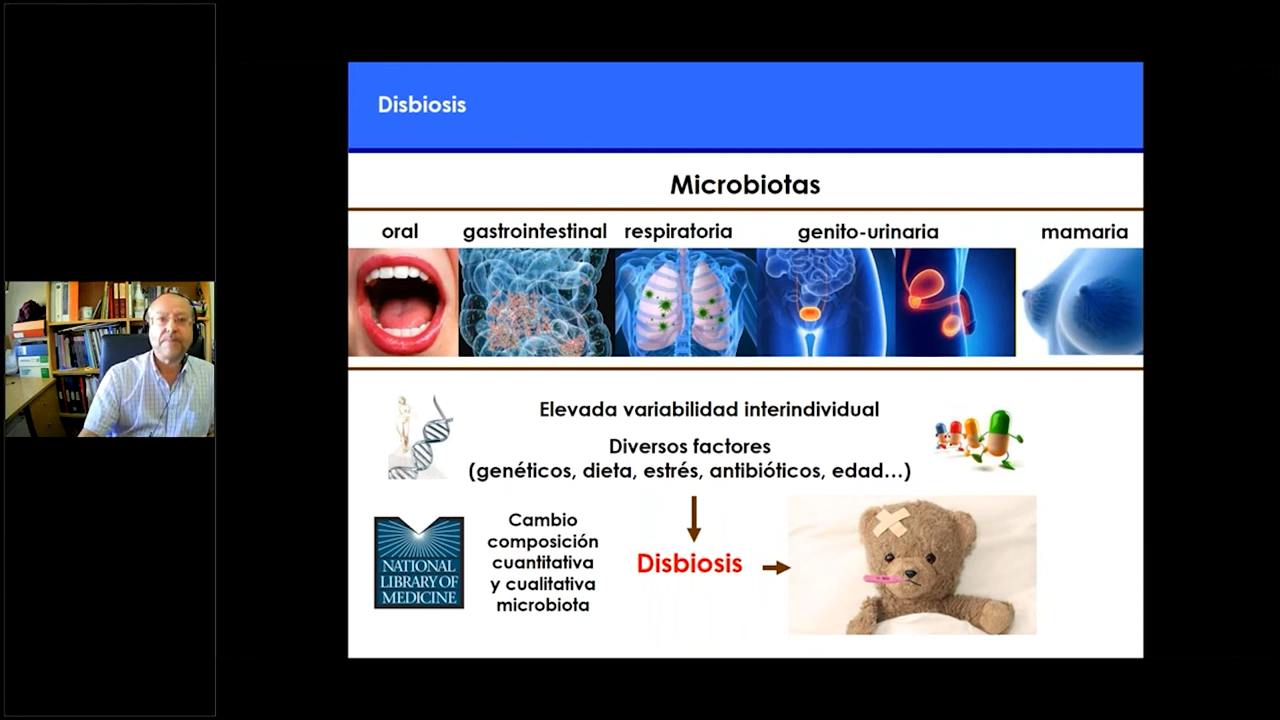 Disbiosis
Microbiotas
oral gastrointestinal respiratoria genito-urinaria mamaria
Elevada variabilidad interindividual
Diversos factores
(genéticos, dieta, estrés, antibióticos, edad...)
Cambio
composición
cuantitativa
y cualitativa
microbiota
Disbiosis
NATIONAL
LIBRARY OF
MEDICINE